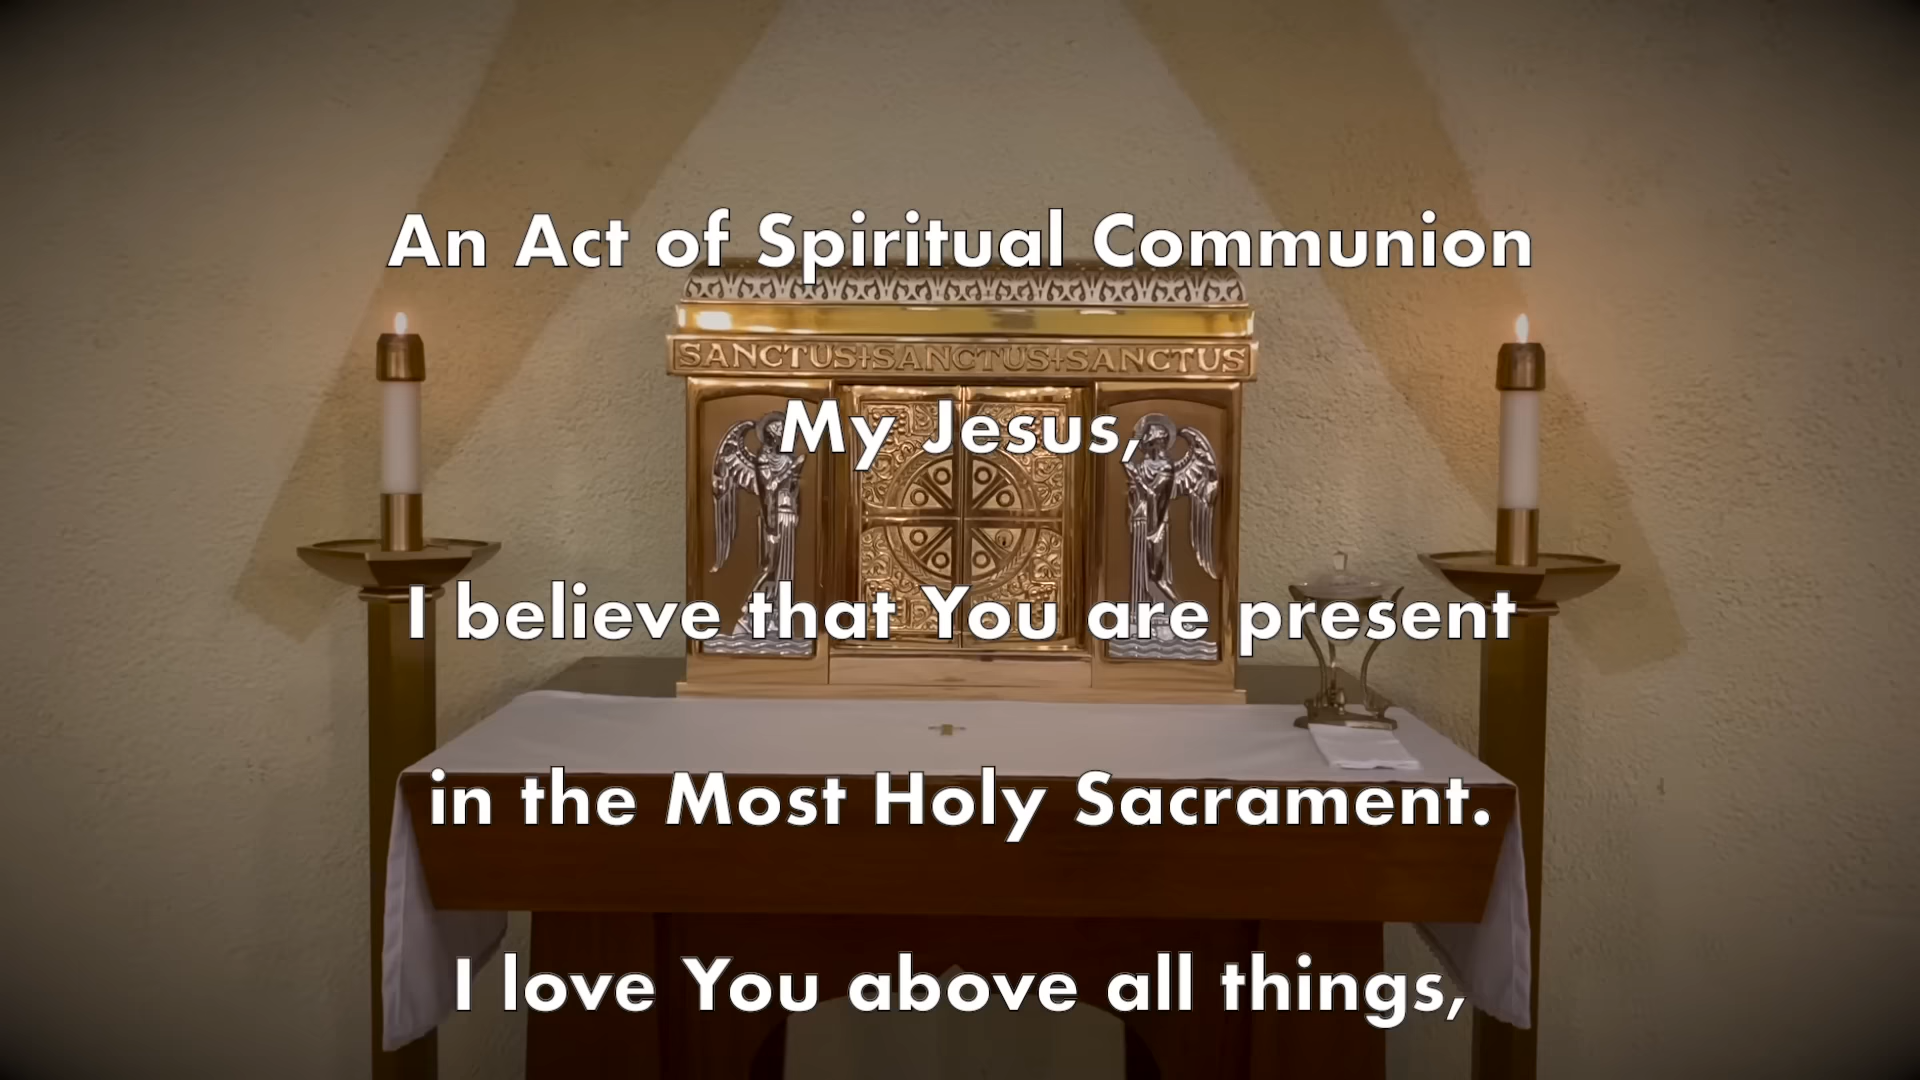 An Act of Spiritual Communion
SANCTUS+SANCTUS+SANCTUS
My Jesus,
I believe that You are present
in the Most Holy Sacrament.
I love You above all things,